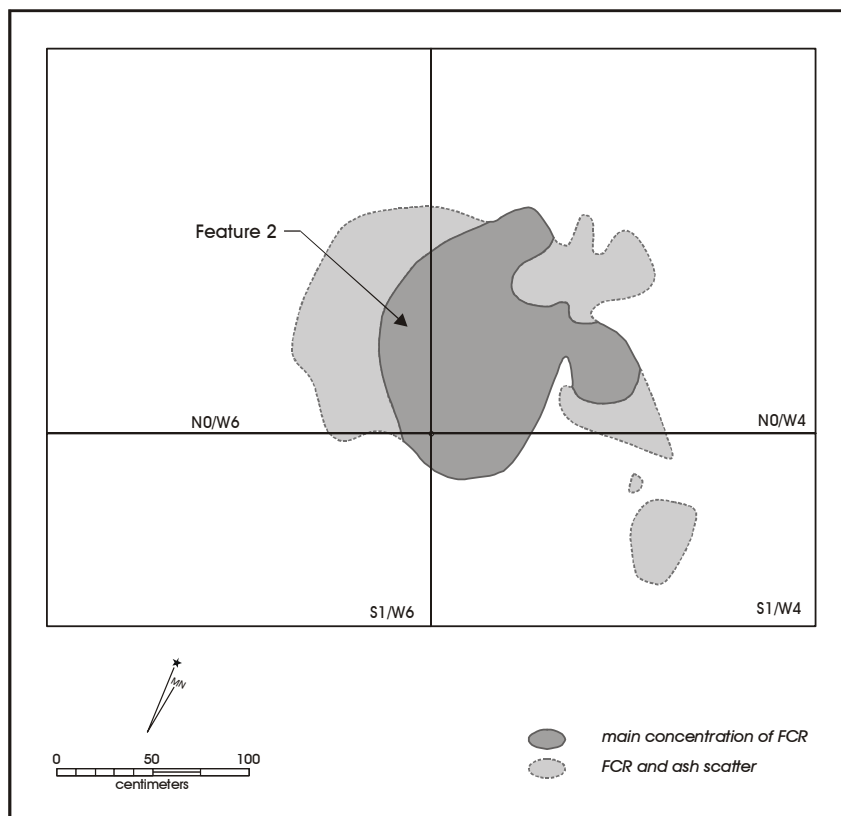 Feature 2
N0/W6
N0/W4
S1/W6
S1/W4
MN
0 50 100
centimeters
main concentration of FCR
FCR and ash scatter